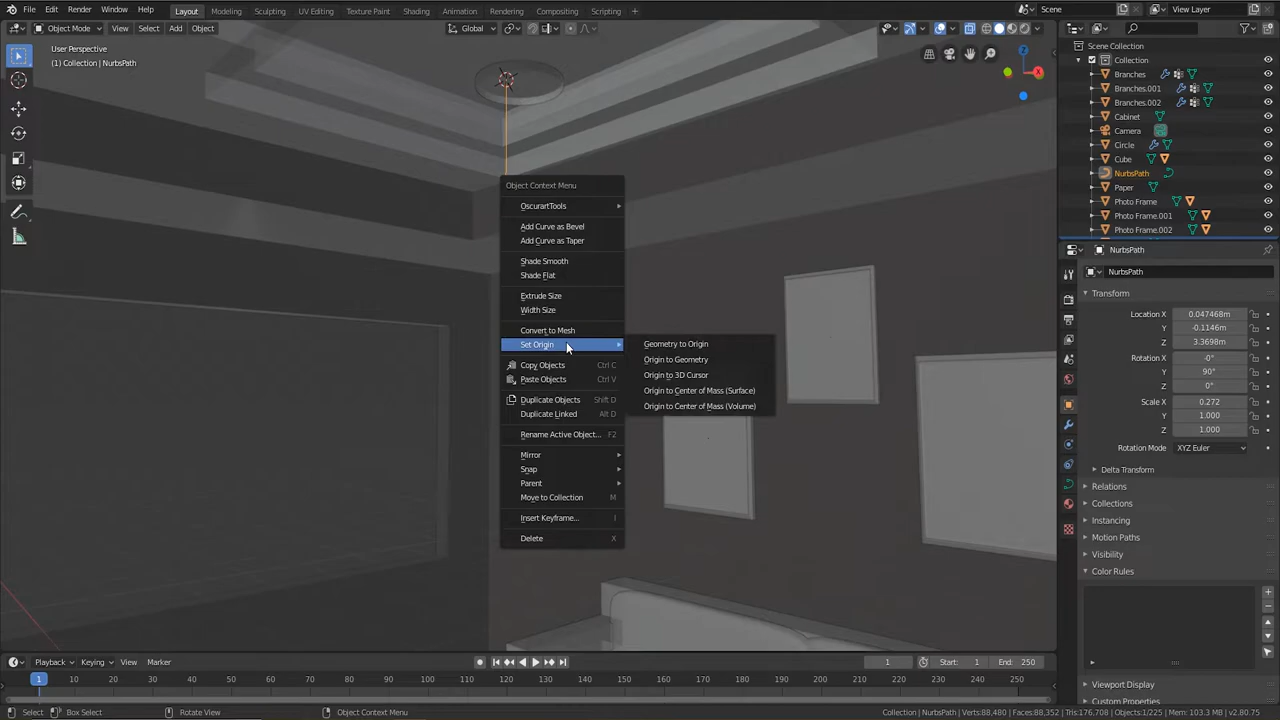 File Edit Render Window Help Layout Modeling Sculpting UV Editing Texture Paint Shading Animation Rendering Compositing Scripting + Scene View Layer
Object Mode View Select Add Object Global
User Perspective
(1) Collection | NurbsPath
Scene Collection
Collection
Branches
Branches.001
Branches.002
Cabinet
Camera
Circle
Cube
NurbsPath
Paper
Photo Frame
Photo Frame.001
Photo Frame.002
Object Context Menu
OscurartTools
Add Curve as Bevel
Add Curve as Taper
Shade Smooth
Shade Flat
Extrude Size
Width Size
Convert to Mesh
Set Origin
Copy Objects Ctrl C
Paste Objects Ctrl V
Duplicate Objects Shift D
Duplicate Linked Alt D
Rename Active Object... F2
Mirror
Snap
Parent
Move to Collection M
Insert Keyframe... I
Delete X
Geometry to Origin
Origin to Geometry
Origin to 3D Cursor
Origin to Center of Mass (Surface)
Origin to Center of Mass (Volume)
NurbsPath
NurbsPath
Transform
Location X 0.047468m
Y -0.1146m
Z 3.3698m
Rotation X -0°
Y 90°
Z 0°
Scale X 0.272
Y 1.000
Z 1.000
Rotation Mode XYZ Euler
Delta Transform
Relations
Collections
Instancing
Motion Paths
Visibility
Color Rules
Viewport Display
Custom Properties
Playback Keying View Marker 1 Start: 1 End: 250
1 10 20 30 40 50 60 70 80 90 100 110 120 130 140 150 160 170 180 190 200 210 220 230 240 250
Select Box Select Rotate View Object Context Menu Collection | NurbsPath | Verts:88,480 | Faces:88,352 | Tris:176,708 | Objects:1/225 | Mem: 103.3 MB | v2.80.75